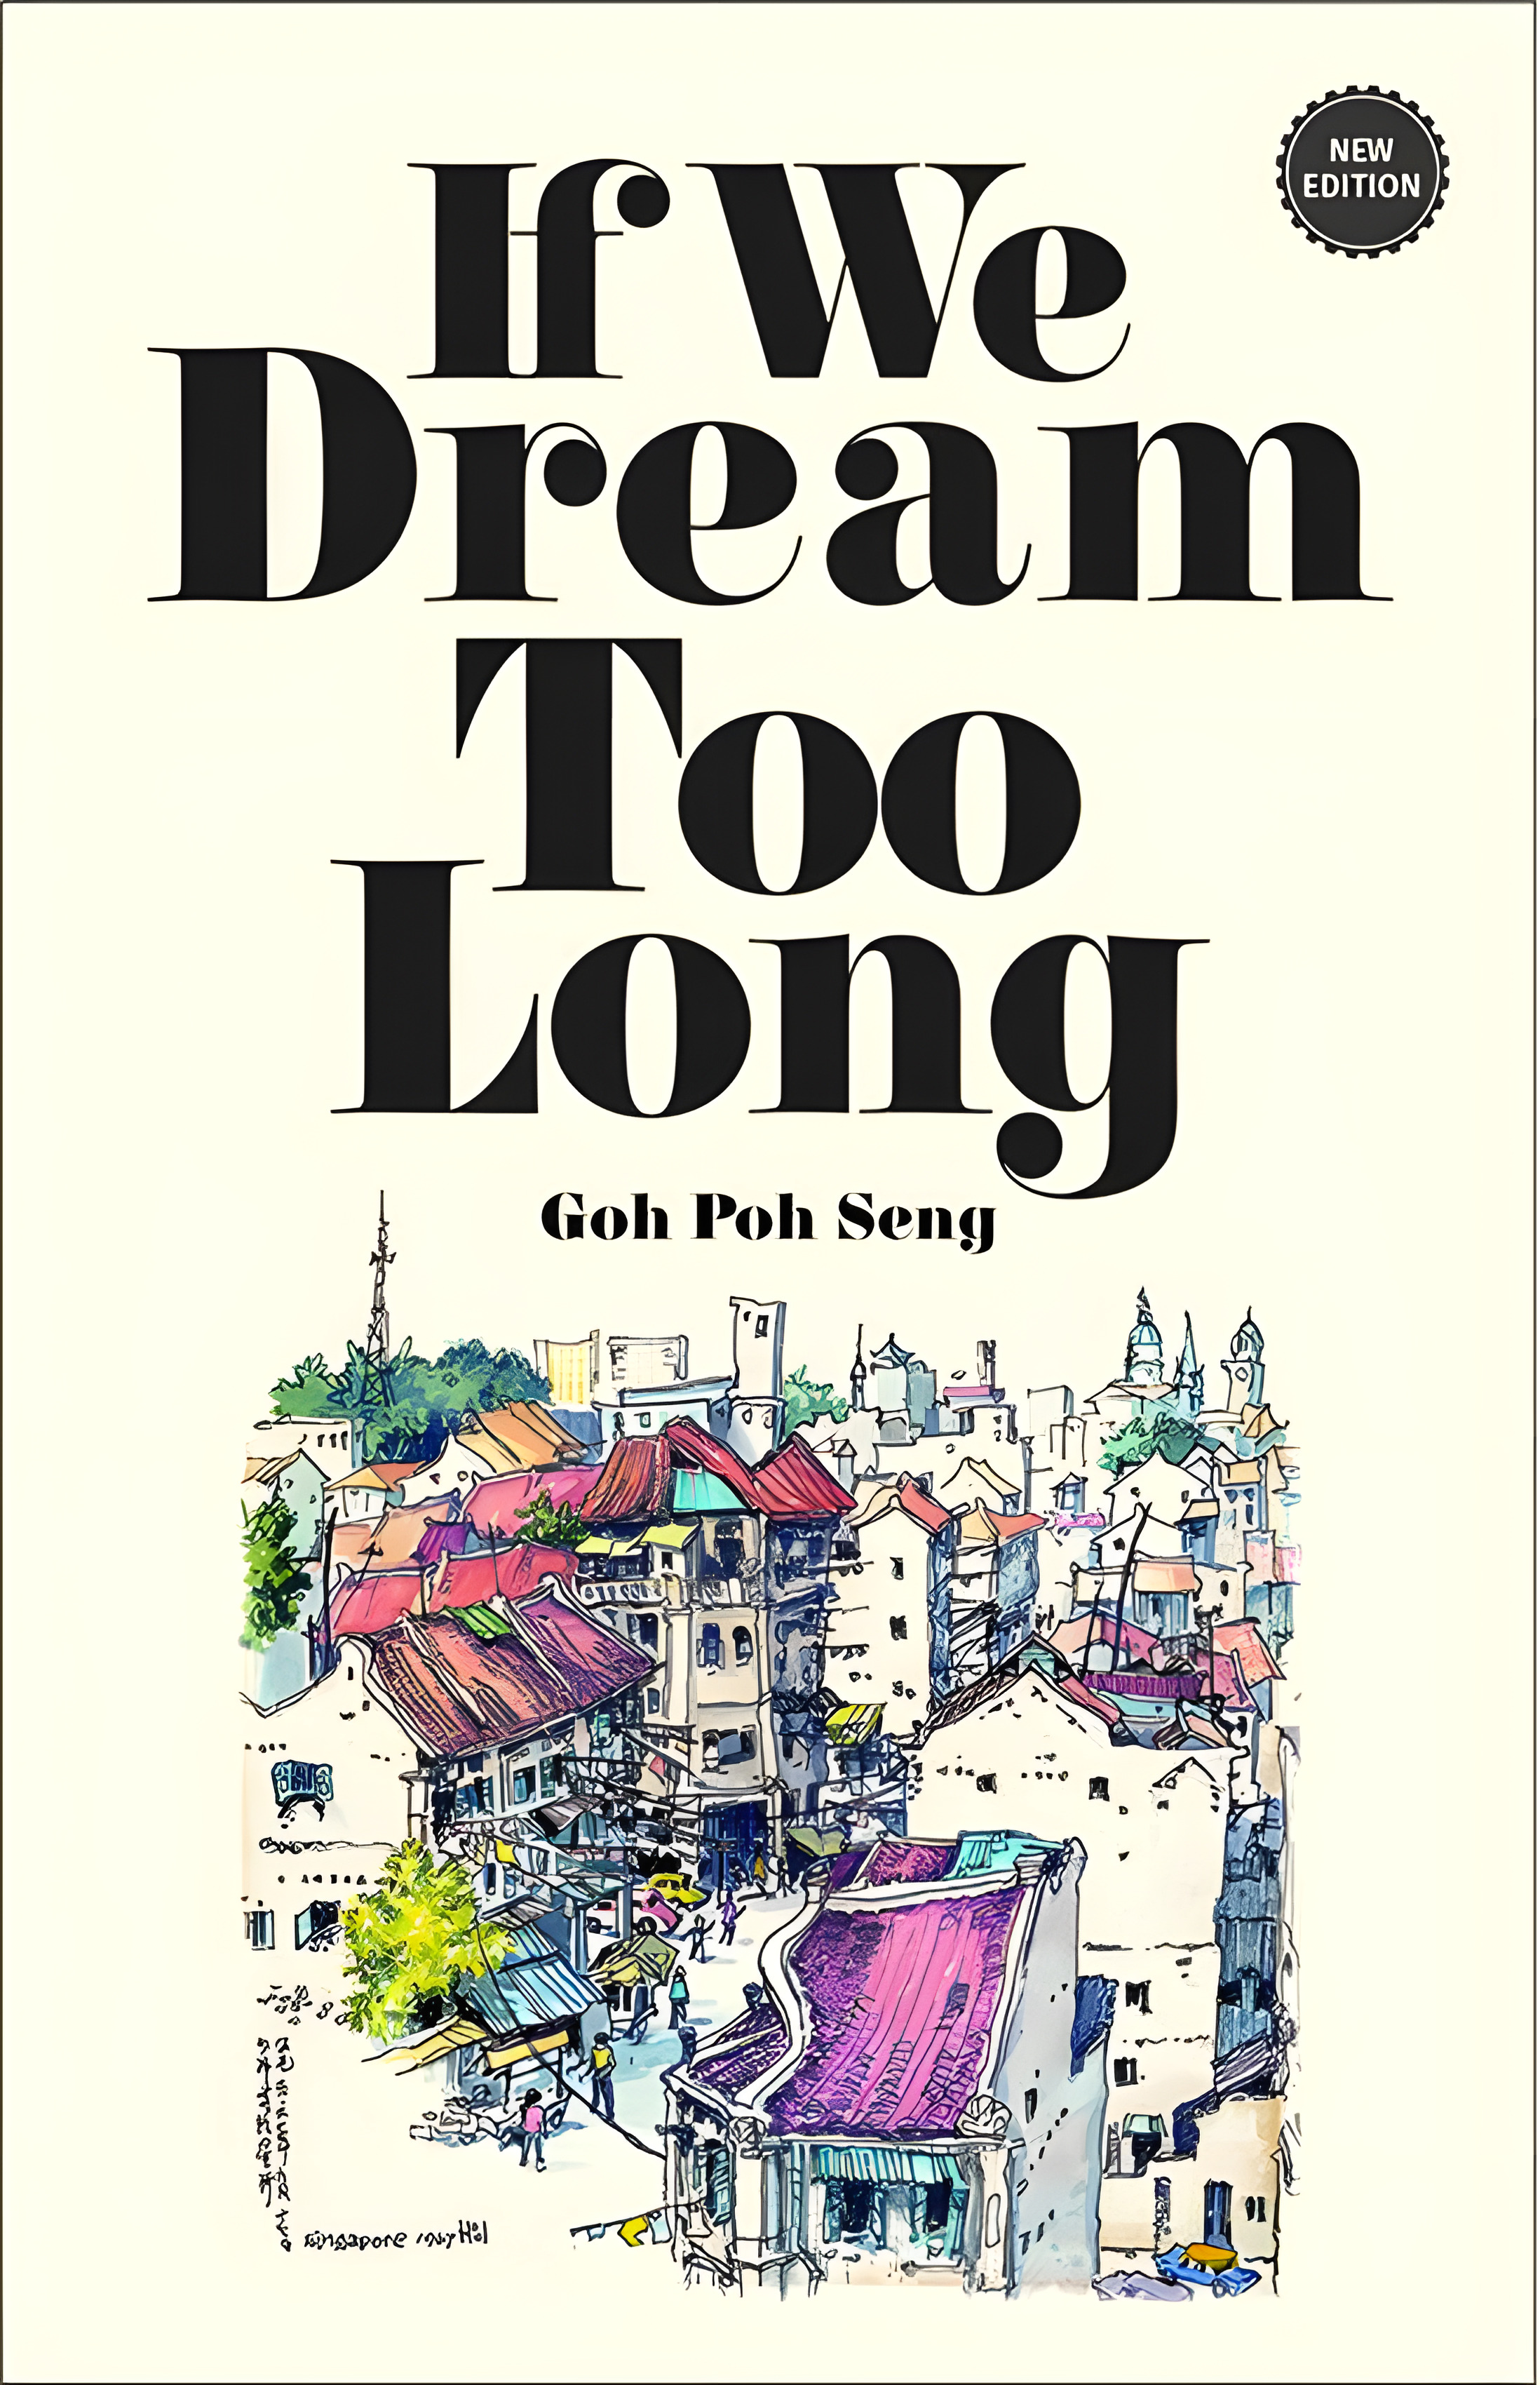 NEW
EDITION
If We
Dream
Too
Long
Goh Poh Seng
singapore